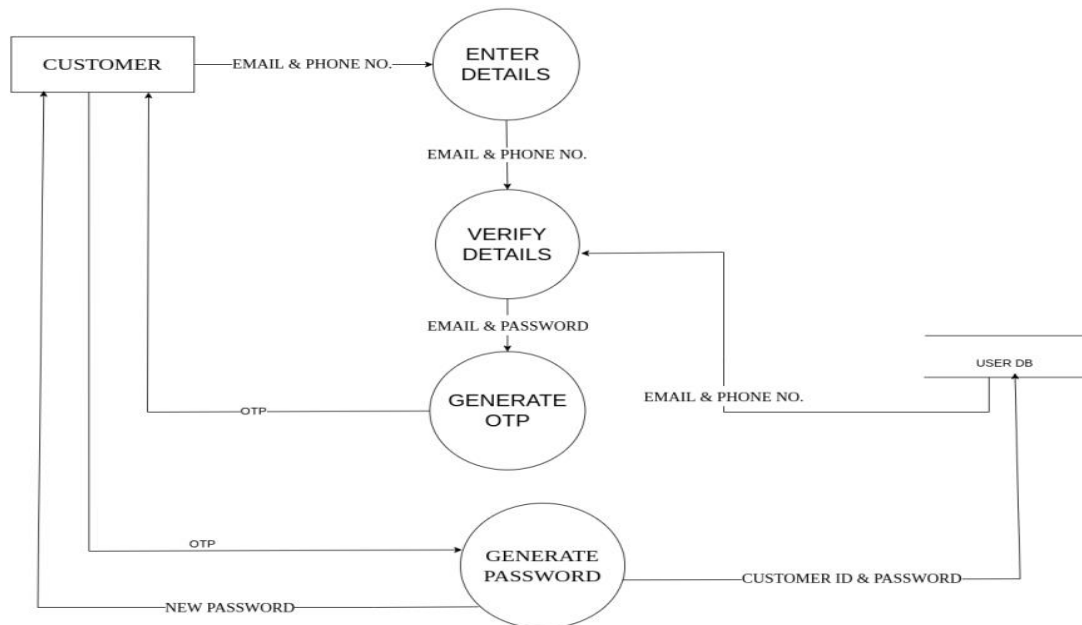 CUSTOMER
EMAIL & PHONE NO.
ENTER
DETAILS
EMAIL & PHONE NO.
VERIFY
DETAILS
EMAIL & PASSWORD
USER DB
GENERATE
OTP
EMAIL & PHONE NO.
OTP
OTP
GENERATE
PASSWORD
CUSTOMER ID & PASSWORD
NEW PASSWORD